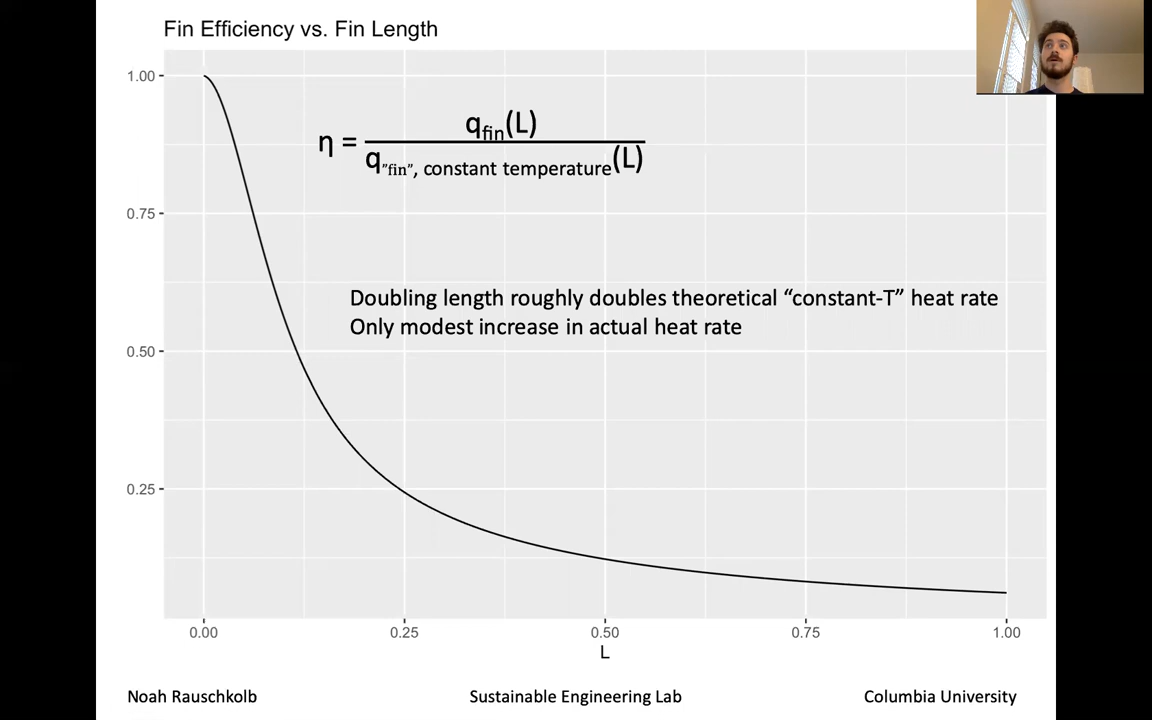 Fin Efficiency vs. Fin Length
1.00
0.75
0.50
0.25
η = qfin(L)
q”fin”, constant temperature(L)
Doubling length roughly doubles theoretical “constant-T” heat rate
Only modest increase in actual heat rate
0.00 0.25 0.50 0.75 1.00
L
Noah Rauschkolb Sustainable Engineering Lab Columbia University